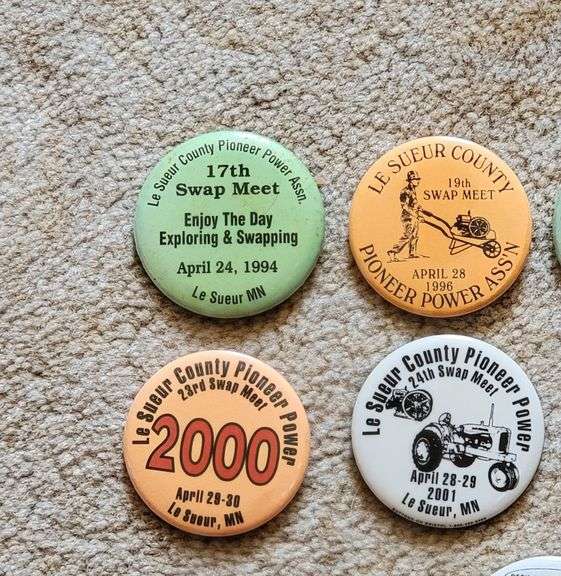 Le Sueur County Pioneer Power Assn.
17th
Swap Meet
Enjoy The Day
Exploring & Swapping
April 24, 1994
Le Sueur MN
LE SUEUR COUNTY
19th
SWAP MEET
APRIL 28
1996
PIONEER POWER ASS'N
Le Sueur County Pioneer Power
23rd Swap Meet
2000
April 29-30
Le Sueur, MN
Le Sueur County Pioneer Power
24th Swap Meet
April 28-29
2001
Le Sueur, MN